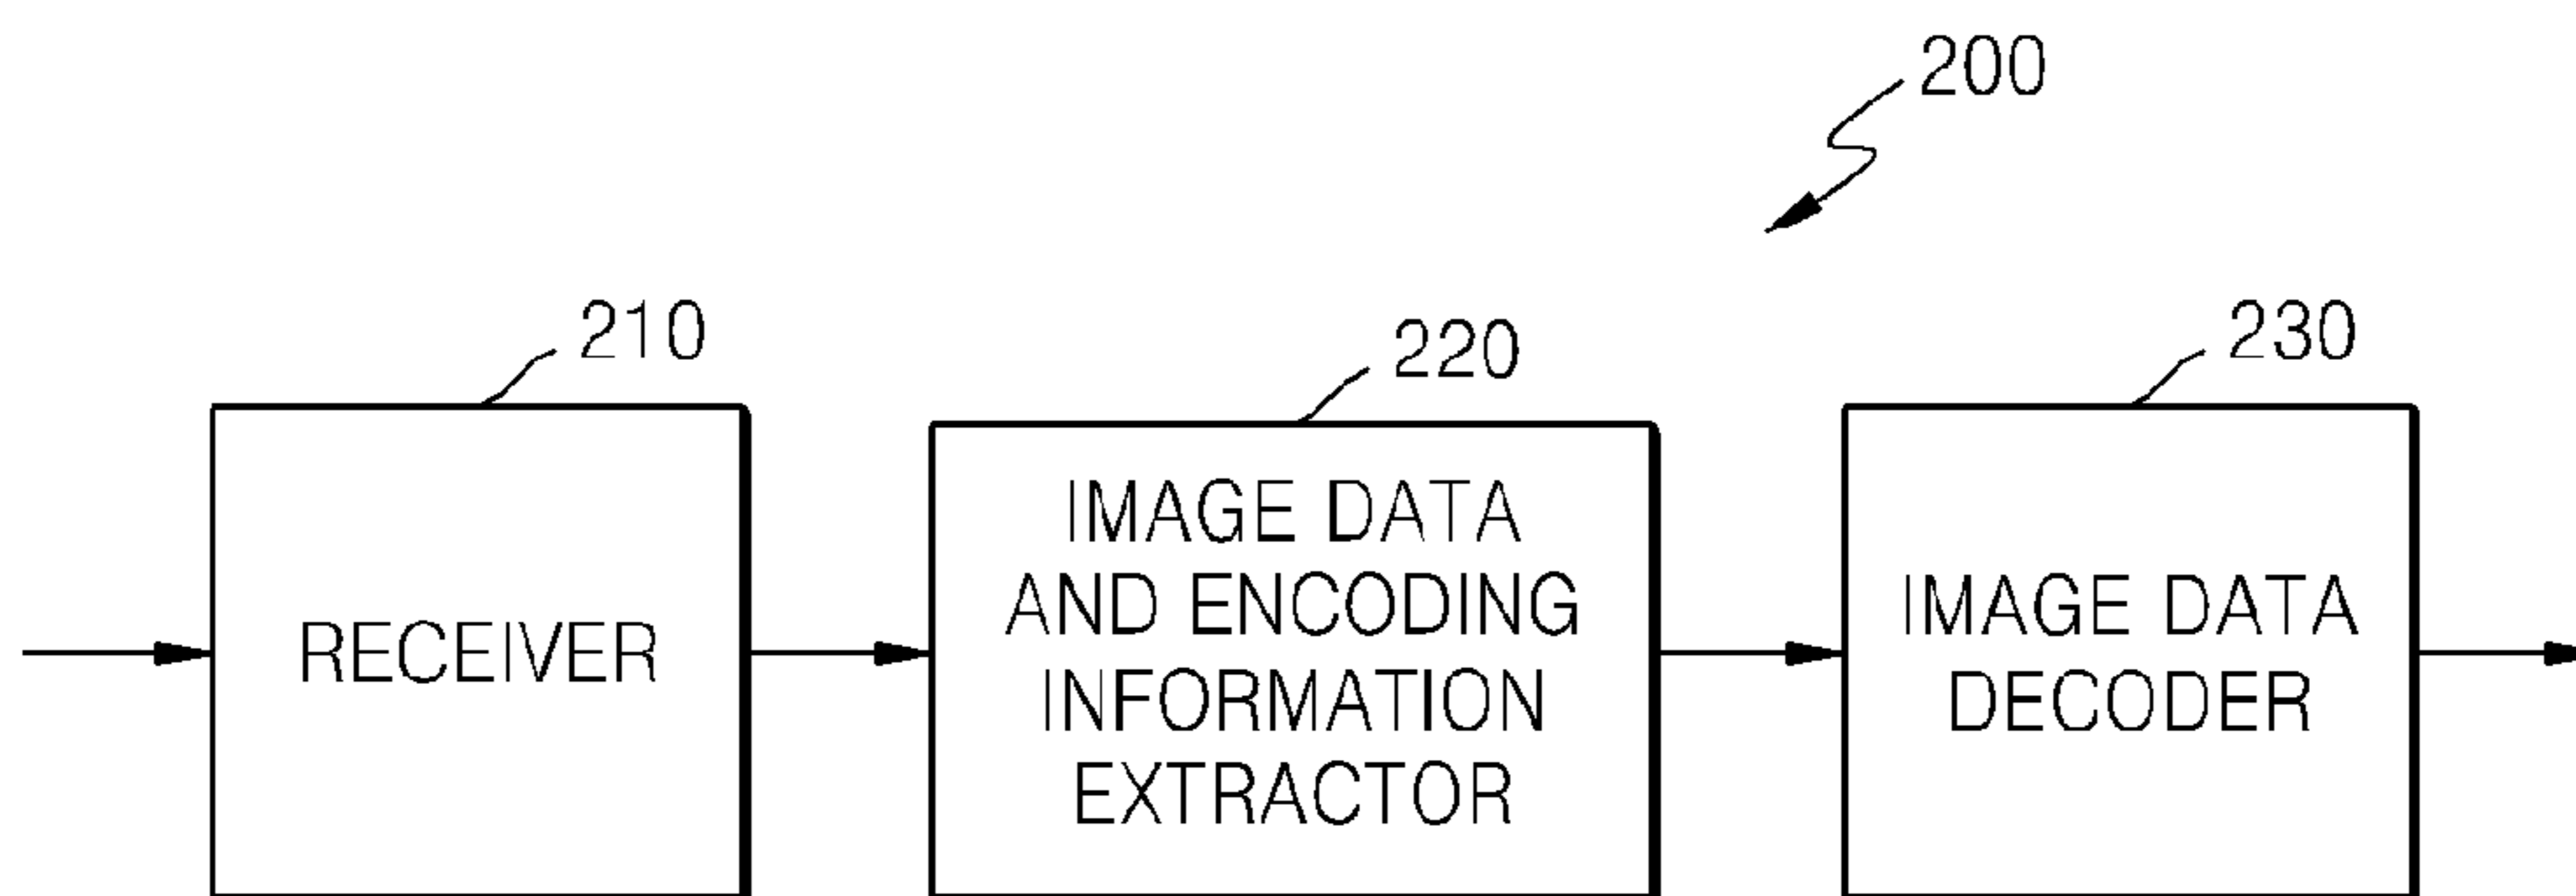 200
210
220
230
RECEIVER
IMAGE DATA
AND ENCODING
INFORMATION
EXTRACTOR
IMAGE DATA
DECODER